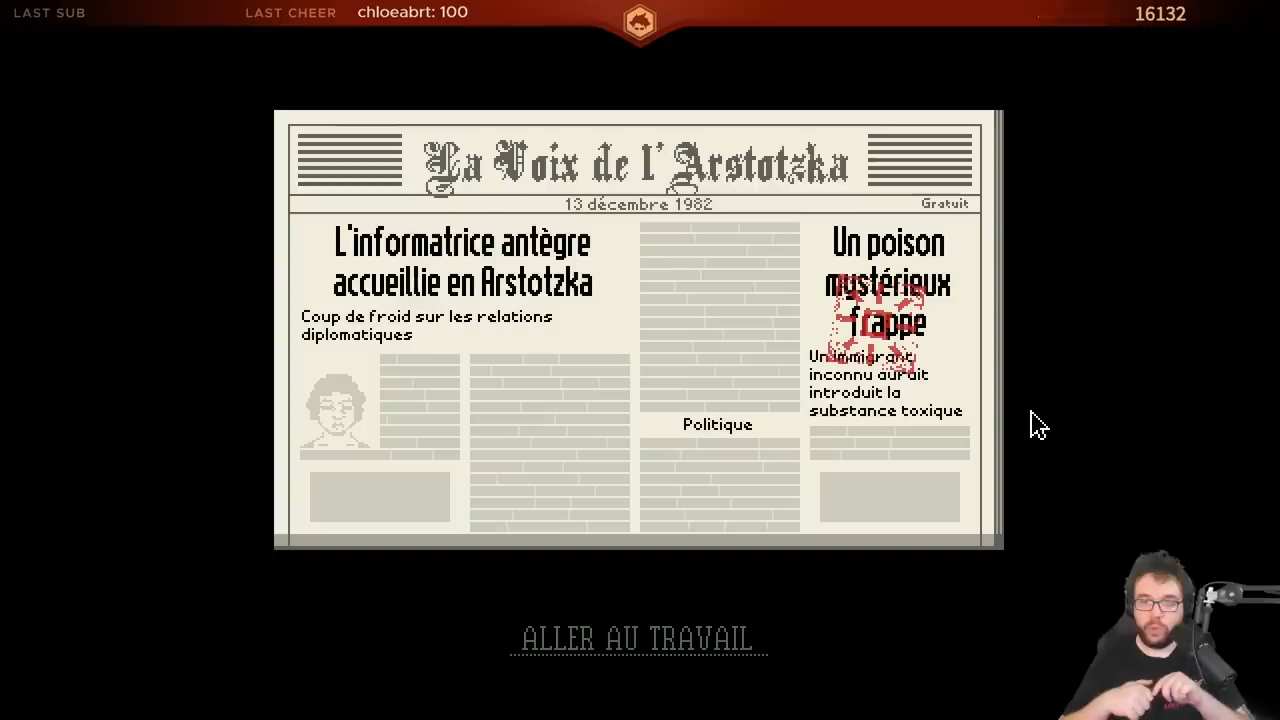 LAST SUB
LAST CHEER chloeabrt: 100
16132
La Voix de l'Arstotzka
13 décembre 1982
Gratuit
L'informatrice antègre
accueillie en Arstotzka
Coup de froid sur les relations
diplomatiques
Politique
Un poison
mystérieux
frappe
Un immigrant
inconnu aurait
introduit la
substance toxique
ALLER AU TRAVAIL